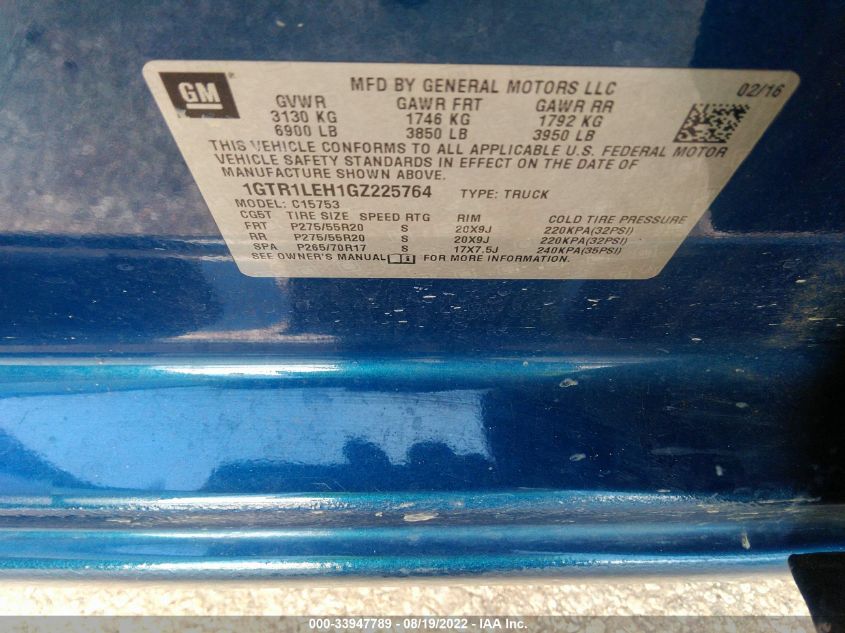 GM
MFD BY GENERAL MOTORS LLC 02/16
GVWR GAWR FRT GAWR RR
3130 KG 1746 KG 1792 KG
6900 LB 3850 LB 3950 LB
THIS VEHICLE CONFORMS TO ALL APPLICABLE U.S. FEDERAL MOTOR
VEHICLE SAFETY STANDARDS IN EFFECT ON THE DATE OF
MANUFACTURE SHOWN ABOVE.
1GTR1LEH1GZ225764 TYPE: TRUCK
MODEL: C15753
CG5T TIRE SIZE SPEED RTG RIM COLD TIRE PRESSURE
FRT P275/55R20 S 20X9J 220KPA(32PSI)
RR P275/55R20 S 20X9J 220KPA(32PSI)
SPA P265/70R17 S 17X7.5J 240KPA(35PSI)
SEE OWNER'S MANUAL FOR MORE INFORMATION.
000-33947789 - 08/19/2022 - IAA Inc.